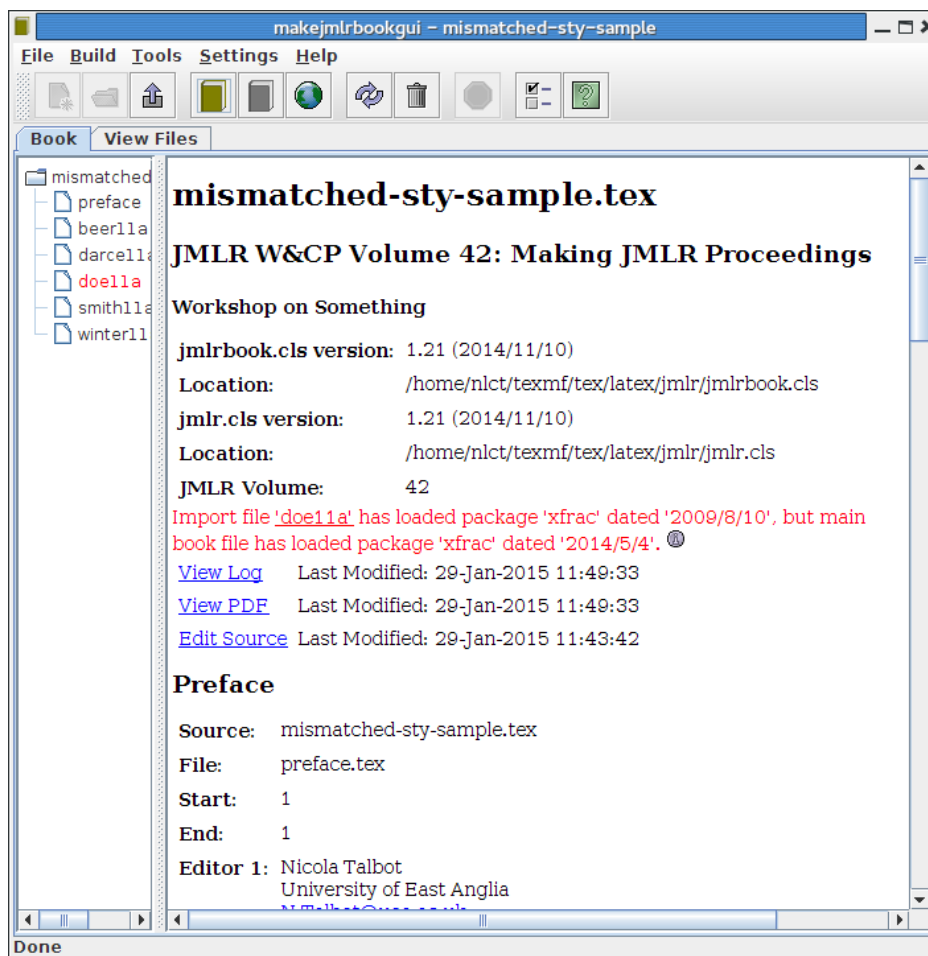 makejmlrbookgui – mismatched-sty-sample
File Build Tools Settings Help
Book View Files
mismatched
preface
beer11a
darcel1a
doe11a
smith11a
winter11
mismatched-sty-sample.tex
JMLR W&CP Volume 42: Making JMLR Proceedings
Workshop on Something
jmlrbook.cls version: 1.21 (2014/11/10)
Location: /home/nlct/texmf/tex/latex/jmlr/jmlrbook.cls
jmlr.cls version: 1.21 (2014/11/10)
Location: /home/nlct/texmf/tex/latex/jmlr/jmlr.cls
JMLR Volume: 42
Import file 'doe11a' has loaded package 'xfrac' dated '2009/8/10', but main
book file has loaded package 'xfrac' dated '2014/5/4'.
View Log Last Modified: 29-Jan-2015 11:49:33
View PDF Last Modified: 29-Jan-2015 11:49:33
Edit Source Last Modified: 29-Jan-2015 11:43:42
Preface
Source: mismatched-sty-sample.tex
File: preface.tex
Start: 1
End: 1
Editor 1: Nicola Talbot
University of East Anglia
Done